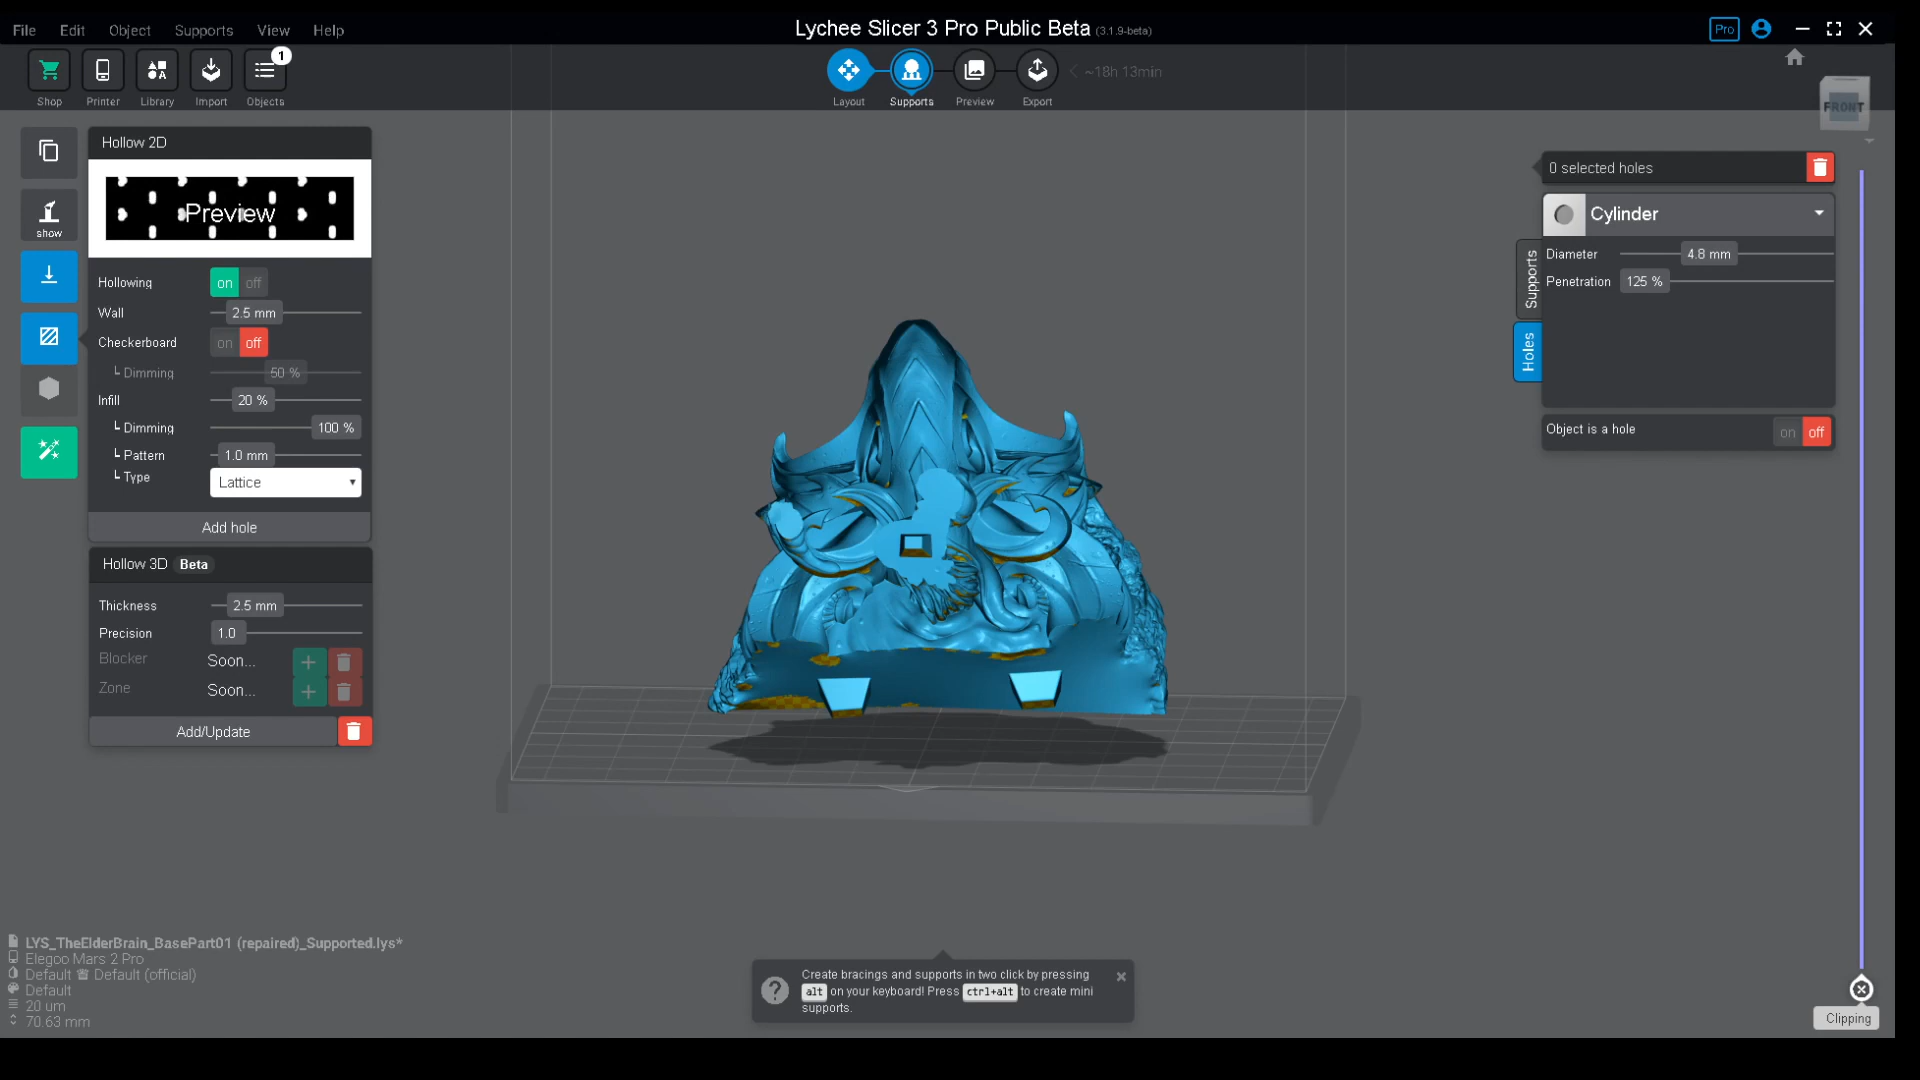 File Edit Object Supports View Help
Lychee Slicer 3 Pro Public Beta (3.1.9-beta)
Pro
1
Shop Printer Library Import Objects
Layout Supports Preview Export
~18h 13min
FRONT
show
Hollow 2D
Preview
Hollowing on off
Wall 2.5 mm
Checkerboard on off
Dimming 50 %
Infill 20 %
Dimming 100 %
Pattern 1.0 mm
Type Lattice
Add hole
Hollow 3D Beta
Thickness 2.5 mm
Precision 1.0
Blocker Soon...
Zone Soon...
Add/Update
0 selected holes
Cylinder
Diameter 4.8 mm
Penetration 125 %
Supports
Holes
Object is a hole on off
LYS_TheElderBrain_BasePart01 (repaired)_Supported.lys*
Elegoo Mars 2 Pro
Default Default (official)
Default
20 um
70.63 mm
Create bracings and supports in two click by pressing
alt on your keyboard! Press ctrl+alt to create mini
supports.
Clipping